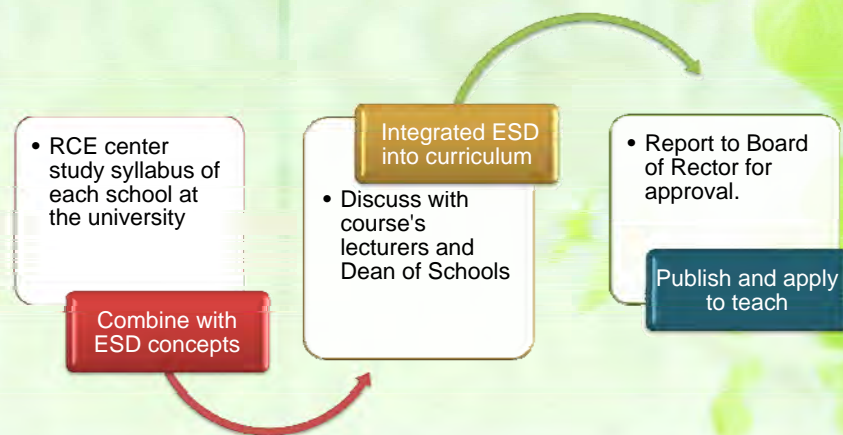 • RCE center
study syllabus of
each school at
the university
Combine with
ESD concepts
Integrated ESD
into curriculum
• Discuss with
course's
lecturers and
Dean of Schools
• Report to Board
of Rector for
approval.
Publish and apply
to teach